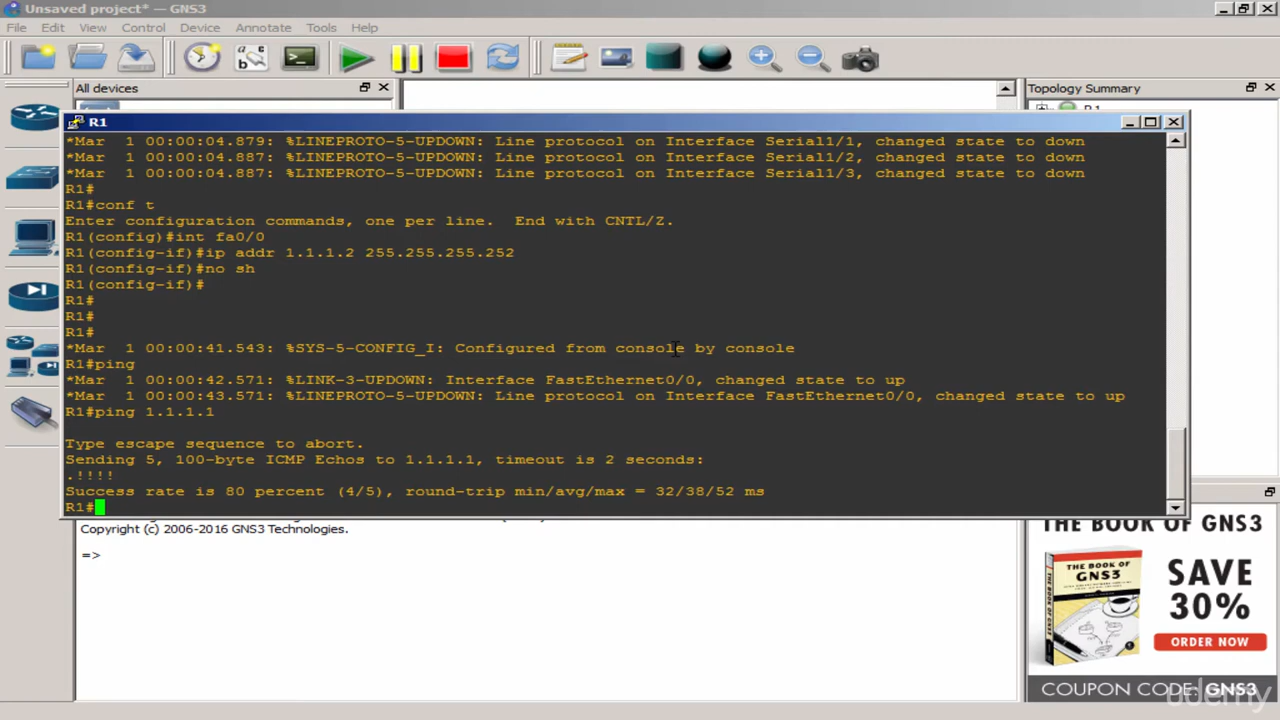 Unsaved project* — GNS3
File Edit View Control Device Annotate Tools Help
All devices
Topology Summary
R1
*Mar 1 00:00:04.879: %LINEPROTO-5-UPDOWN: Line protocol on Interface Serial1/1, changed state to down
*Mar 1 00:00:04.887: %LINEPROTO-5-UPDOWN: Line protocol on Interface Serial1/2, changed state to down
*Mar 1 00:00:04.887: %LINEPROTO-5-UPDOWN: Line protocol on Interface Serial1/3, changed state to down
R1#
R1#conf t
Enter configuration commands, one per line. End with CNTL/Z.
R1(config)#int fa0/0
R1(config-if)#ip addr 1.1.1.2 255.255.255.252
R1(config-if)#no sh
R1(config-if)#
R1#
R1#
R1#
*Mar 1 00:00:41.543: %SYS-5-CONFIG_I: Configured from console by console
R1#ping
*Mar 1 00:00:42.571: %LINK-3-UPDOWN: Interface FastEthernet0/0, changed state to up
*Mar 1 00:00:43.571: %LINEPROTO-5-UPDOWN: Line protocol on Interface FastEthernet0/0, changed state to up
R1#ping 1.1.1.1
Type escape sequence to abort.
Sending 5, 100-byte ICMP Echos to 1.1.1.1, timeout is 2 seconds:
.!!!!
Success rate is 80 percent (4/5), round-trip min/avg/max = 32/38/52 ms
R1#
Copyright (c) 2006-2016 GNS3 Technologies.
=>
THE BOOK OF GNS3
THE BOOK OF
GNS3
SAVE
30%
ORDER NOW
COUPON CODE: GNS3
udemy